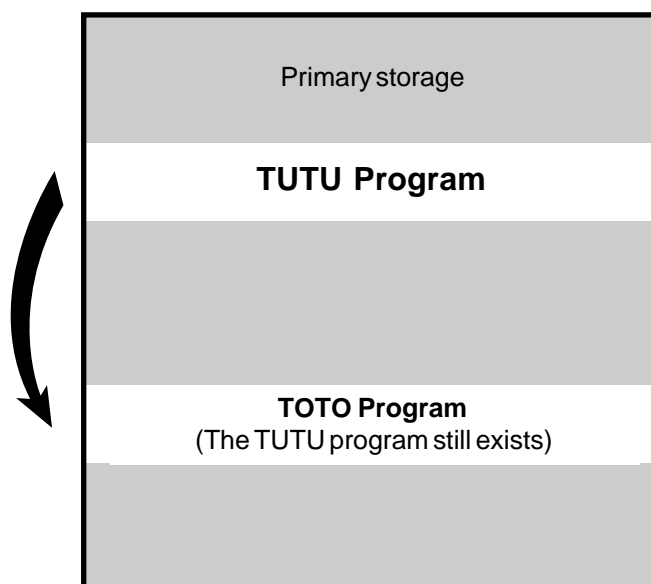 Primary storage
TUTU Program
TOTO Program
(The TUTU program still exists)